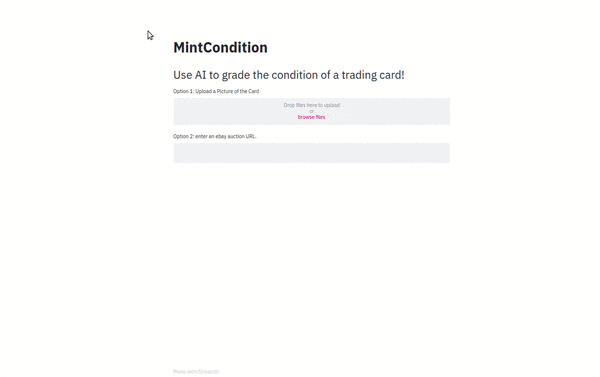 MintCondition
Use AI to grade the condition of a trading card!
Option 1: Upload a Picture of the Card
Drop files here to upload
or
browse files
Option 2: enter an ebay auction URL.
Made with Streamlit